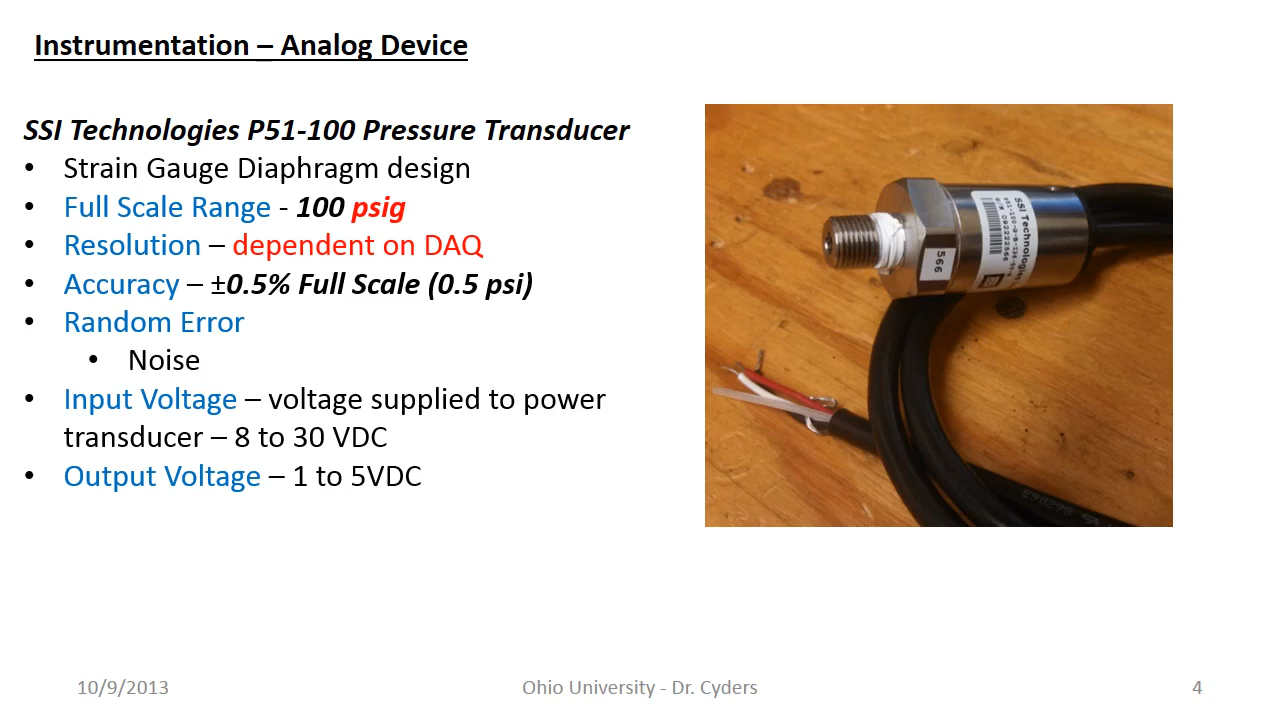 Instrumentation – Analog Device
SSI Technologies P51-100 Pressure Transducer
• Strain Gauge Diaphragm design
• Full Scale Range - 100 psig
• Resolution – dependent on DAQ
• Accuracy – ±0.5% Full Scale (0.5 psi)
• Random Error
• Noise
• Input Voltage – voltage supplied to power
transducer – 8 to 30 VDC
• Output Voltage – 1 to 5VDC
SSI Technologies
566
E90296
10/9/2013
Ohio University - Dr. Cyders
4